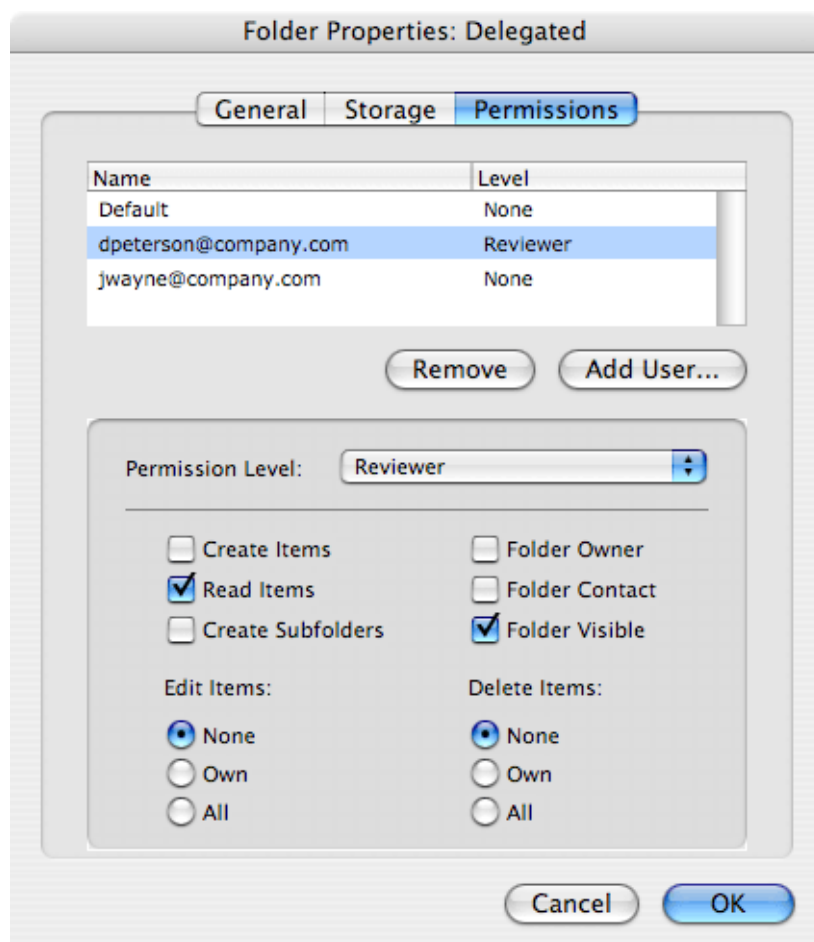 Folder Properties: Delegated
General Storage Permissions
Name Level
Default None
dpeterson@company.com Reviewer
jwayne@company.com None
Remove Add User...
Permission Level: Reviewer
Create Items Folder Owner
Read Items Folder Contact
Create Subfolders Folder Visible
Edit Items: Delete Items:
None None
Own Own
All All
Cancel OK